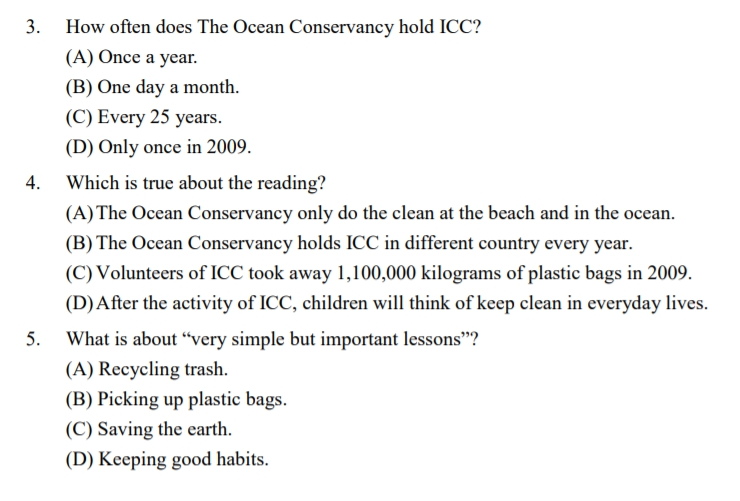 3. How often does The Ocean Conservancy hold ICC?
(A) Once a year.
(B) One day a month.
(C) Every 25 years.
(D) Only once in 2009.
4. Which is true about the reading?
(A) The Ocean Conservancy only do the clean at the beach and in the ocean.
(B) The Ocean Conservancy holds ICC in different country every year.
(C) Volunteers of ICC took away 1,100,000 kilograms of plastic bags in 2009.
(D) After the activity of ICC, children will think of keep clean in everyday lives.
5. What is about “very simple but important lessons”?
(A) Recycling trash.
(B) Picking up plastic bags.
(C) Saving the earth.
(D) Keeping good habits.